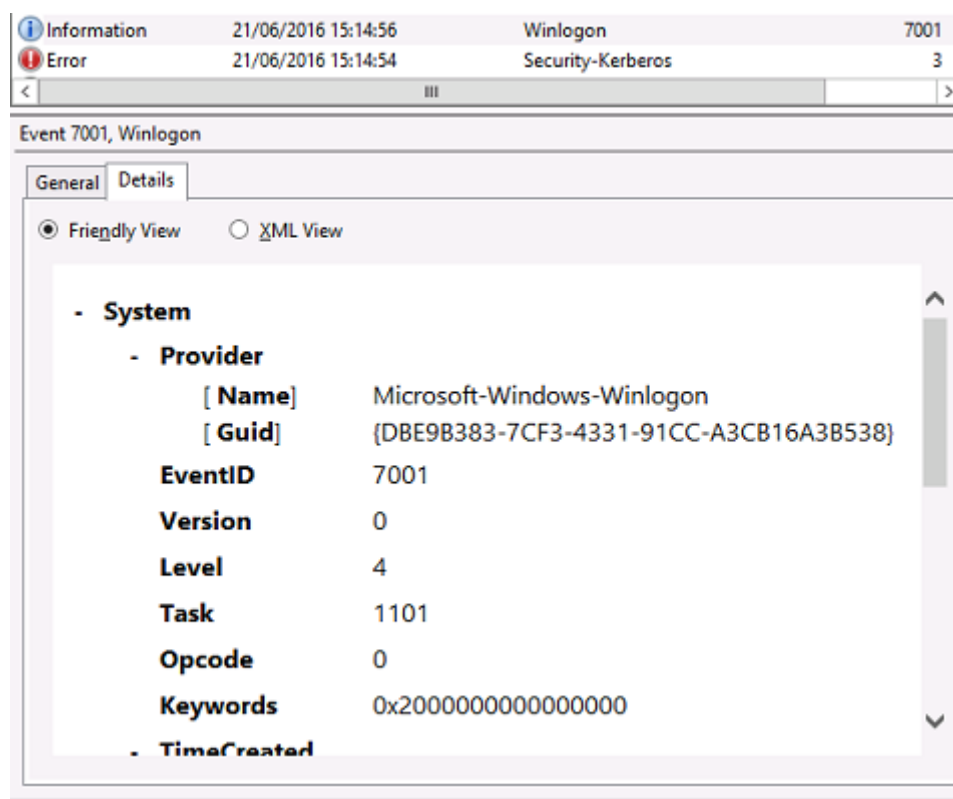 Information 21/06/2016 15:14:56 Winlogon 7001
Error 21/06/2016 15:14:54 Security-Kerberos 3
Event 7001, Winlogon
General Details
Friendly View XML View
- System
- Provider
[ Name] Microsoft-Windows-Winlogon
[ Guid] {DBE9B383-7CF3-4331-91CC-A3CB16A3B538}
EventID 7001
Version 0
Level 4
Task 1101
Opcode 0
Keywords 0x2000000000000000
- TimeCreated